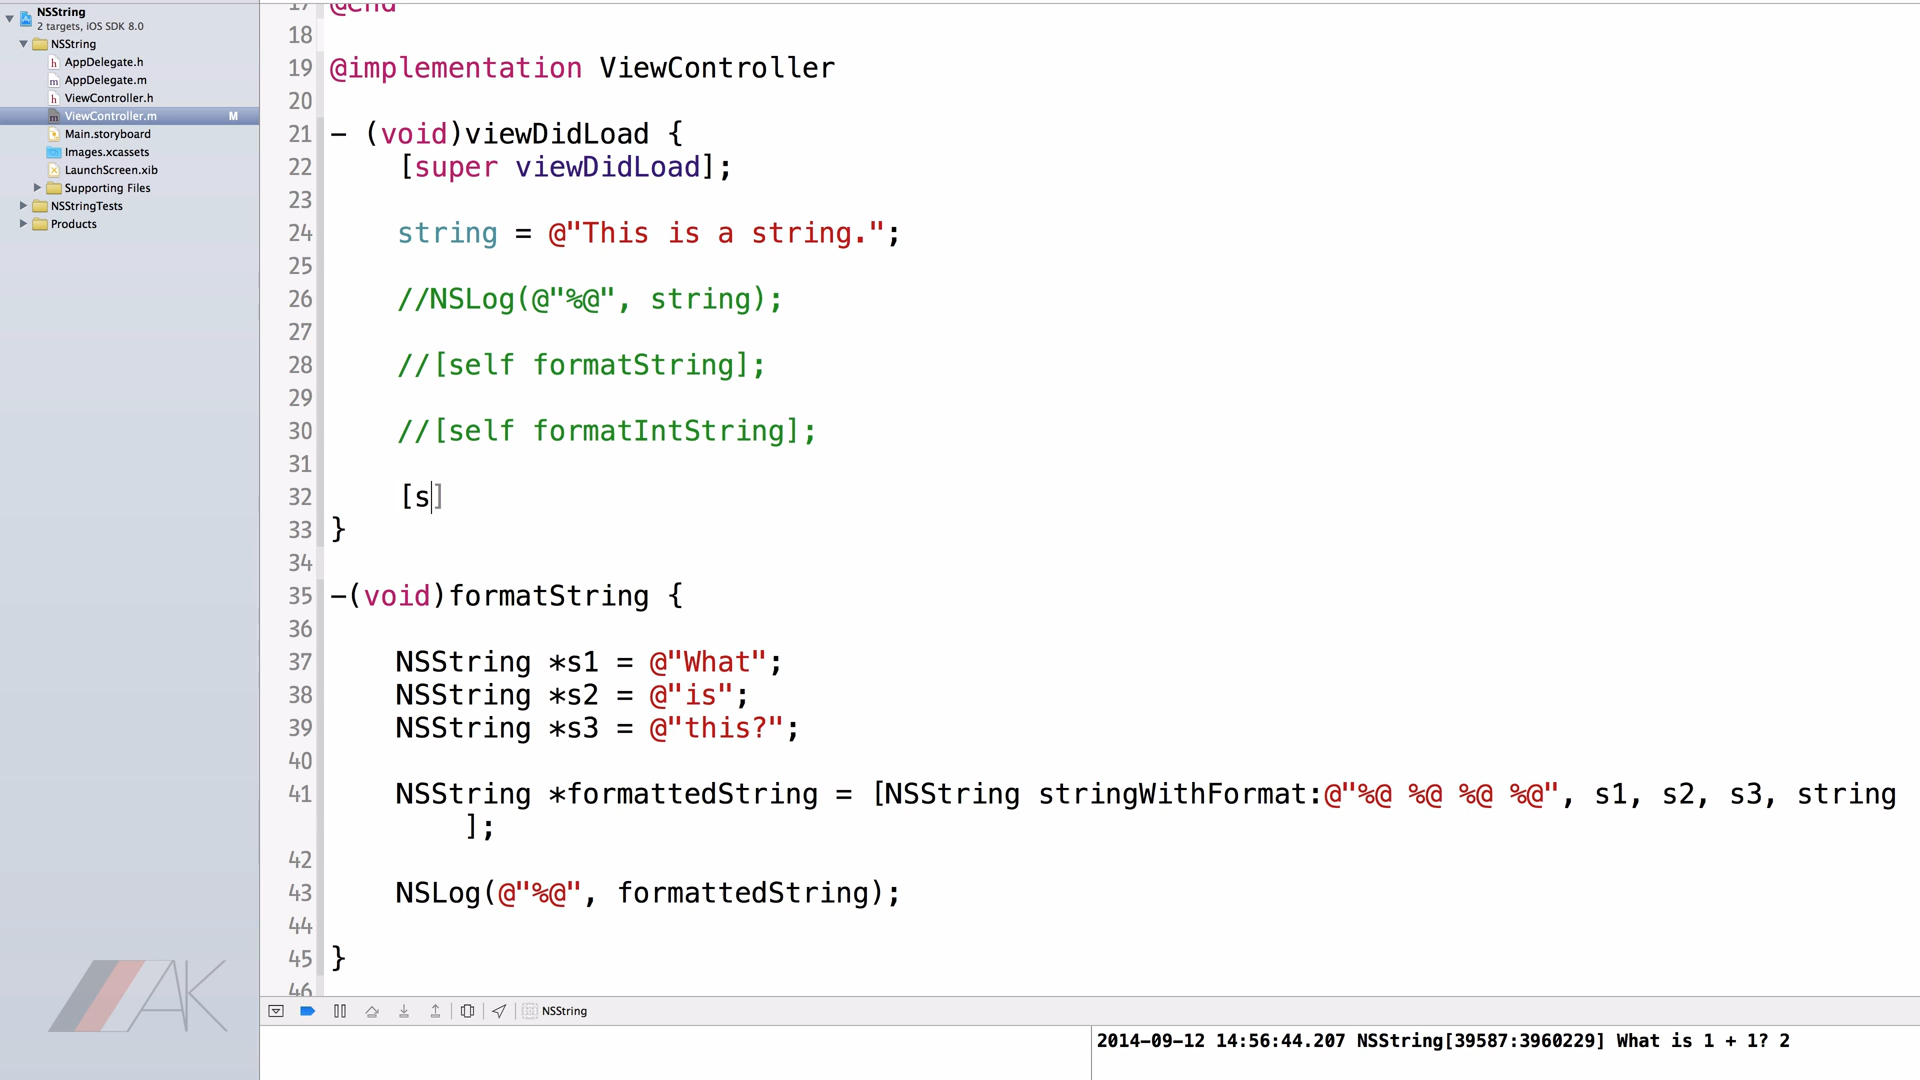 NSString
2 targets, iOS SDK 8.0
NSString
AppDelegate.h
AppDelegate.m
ViewController.h
ViewController.m M
Main.storyboard
Images.xcassets
LaunchScreen.xib
Supporting Files
NSStringTests
Products
17 @end
18
19 @implementation ViewController
20
21 - (void)viewDidLoad {
22 [super viewDidLoad];
23
24 string = @"This is a string.";
25
26 //NSLog(@"%@", string);
27
28 //[self formatString];
29
30 //[self formatIntString];
31
32 [s]
33 }
34
35 -(void)formatString {
36
37 NSString *s1 = @"What";
38 NSString *s2 = @"is";
39 NSString *s3 = @"this?";
40
41 NSString *formattedString = [NSString stringWithFormat:@"%@ %@ %@ %@", s1, s2, s3, string
];
42
43 NSLog(@"%@", formattedString);
44
45 }
46
AK
NSString
2014-09-12 14:56:44.207 NSString[39587:3960229] What is 1 + 1? 2